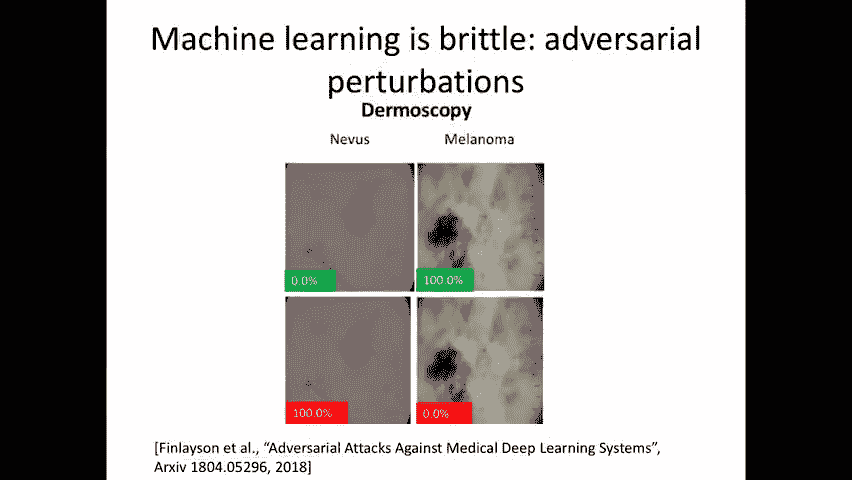 Machine learning is brittle: adversarial
perturbations
Dermoscopy
Nevus Melanoma
0.0% 100.0%
100.0% 0.0%
[Finlayson et al., “Adversarial Attacks Against Medical Deep Learning Systems”,
Arxiv 1804.05296, 2018]